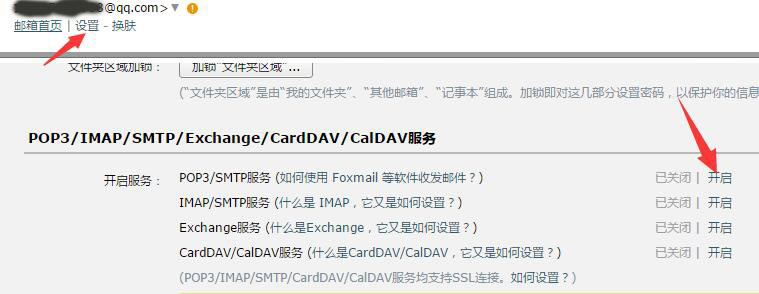 3@qq.com>
邮箱首页 | 设置 - 换肤
文件夹区域加锁： 加锁"文件夹区域"...
("文件夹区域"是由"我的文件夹"、"其他邮箱"、"记事本"组成。加锁即对这几部分设置密码，以保护你的信息
POP3/IMAP/SMTP/Exchange/CardDAV/CalDAV服务
开启服务： POP3/SMTP服务 (如何使用 Foxmail 等软件收发邮件？) 已关闭 | 开启
IMAP/SMTP服务 (什么是 IMAP，它又是如何设置？) 已关闭 | 开启
Exchange服务 (什么是Exchange，它又是如何设置？) 已关闭 | 开启
CardDAV/CalDAV服务 (什么是CardDAV/CalDAV，它又是如何设置？) 已关闭 | 开启
(POP3/IMAP/SMTP/CardDAV/CalDAV服务均支持SSL连接。如何设置？)